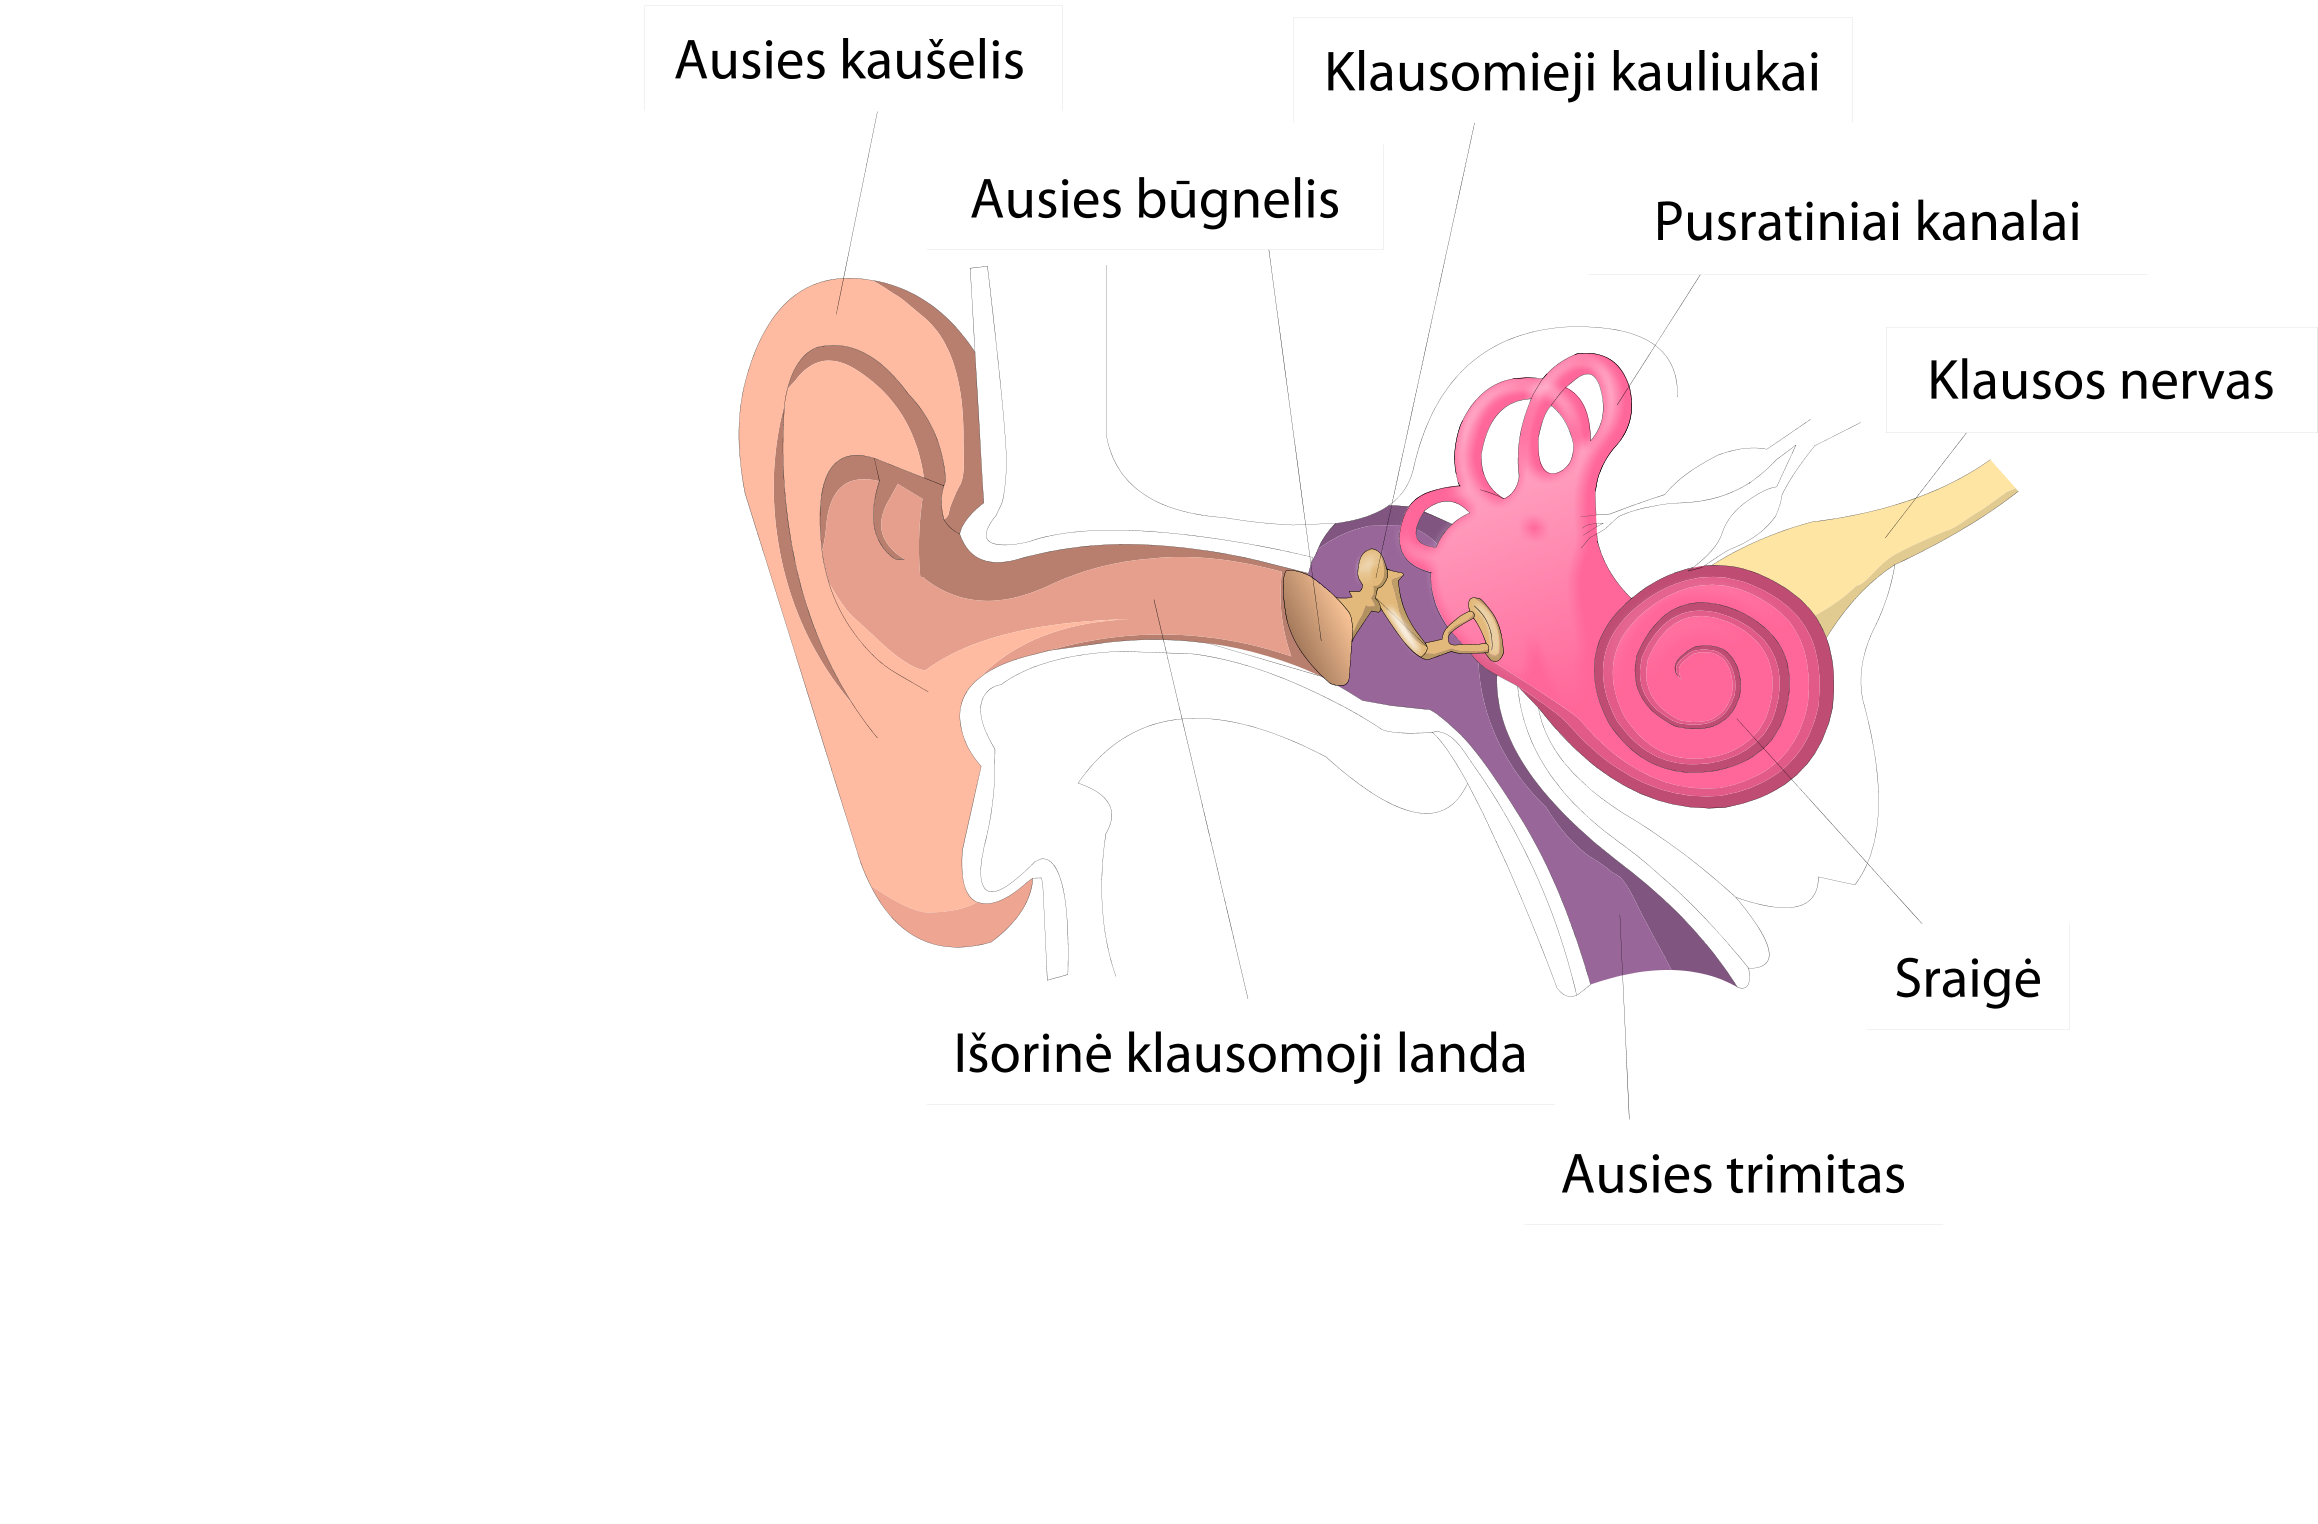 Ausies kaušelis
Klausomieji kauliukai
Ausies būgnelis
Pusratiniai kanalai
Klausos nervas
Sraigė
Išorinė klausomoji landa
Ausies trimitas